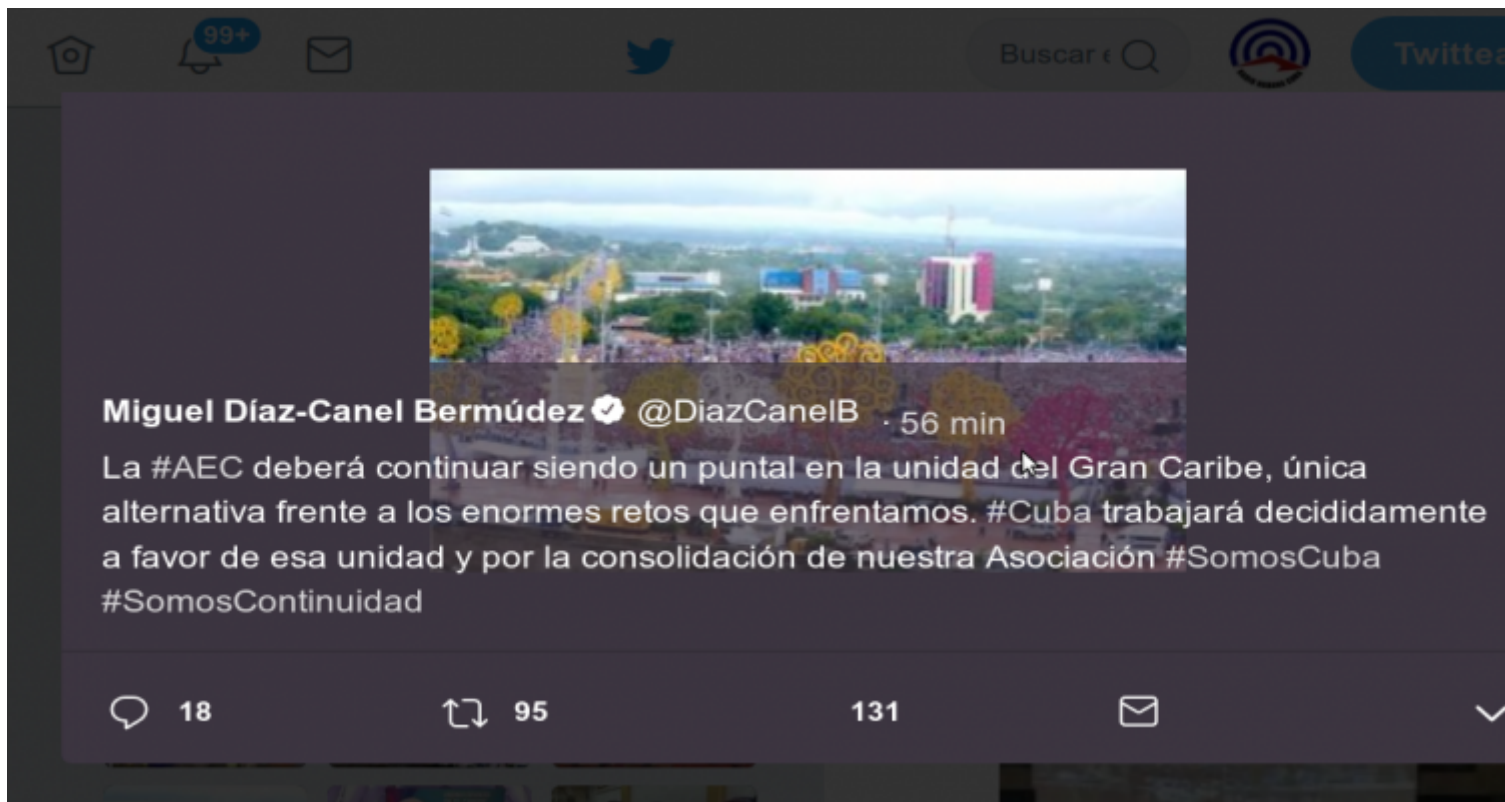 99+
Buscar e
Twittea
Miguel Díaz-Canel Bermúdez @DiazCanelB · 56 min
La #AEC deberá continuar siendo un puntal en la unidad del Gran Caribe, única
alternativa frente a los enormes retos que enfrentamos. #Cuba trabajará decididamente
a favor de esa unidad y por la consolidación de nuestra Asociación #SomosCuba
#SomosContinuidad
18 95 131